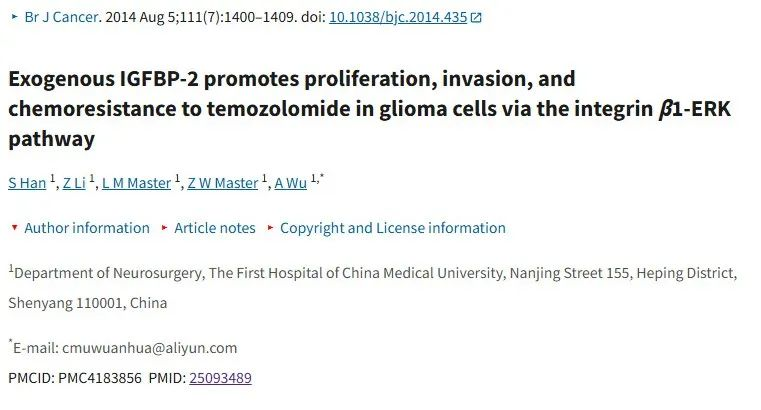 ‣ Br J Cancer. 2014 Aug 5;111(7):1400–1409. doi: 10.1038/bjc.2014.435
Exogenous IGFBP-2 promotes proliferation, invasion, and
chemoresistance to temozolomide in glioma cells via the integrin β1-ERK
pathway
S Han 1, Z Li 1, L M Master 1, Z W Master 1, A Wu 1,*
▾ Author information ▸ Article notes ▸ Copyright and License information
1Department of Neurosurgery, The First Hospital of China Medical University, Nanjing Street 155, Heping District,
Shenyang 110001, China
*E-mail: cmuwuanhua@aliyun.com
PMCID: PMC4183856 PMID: 25093489